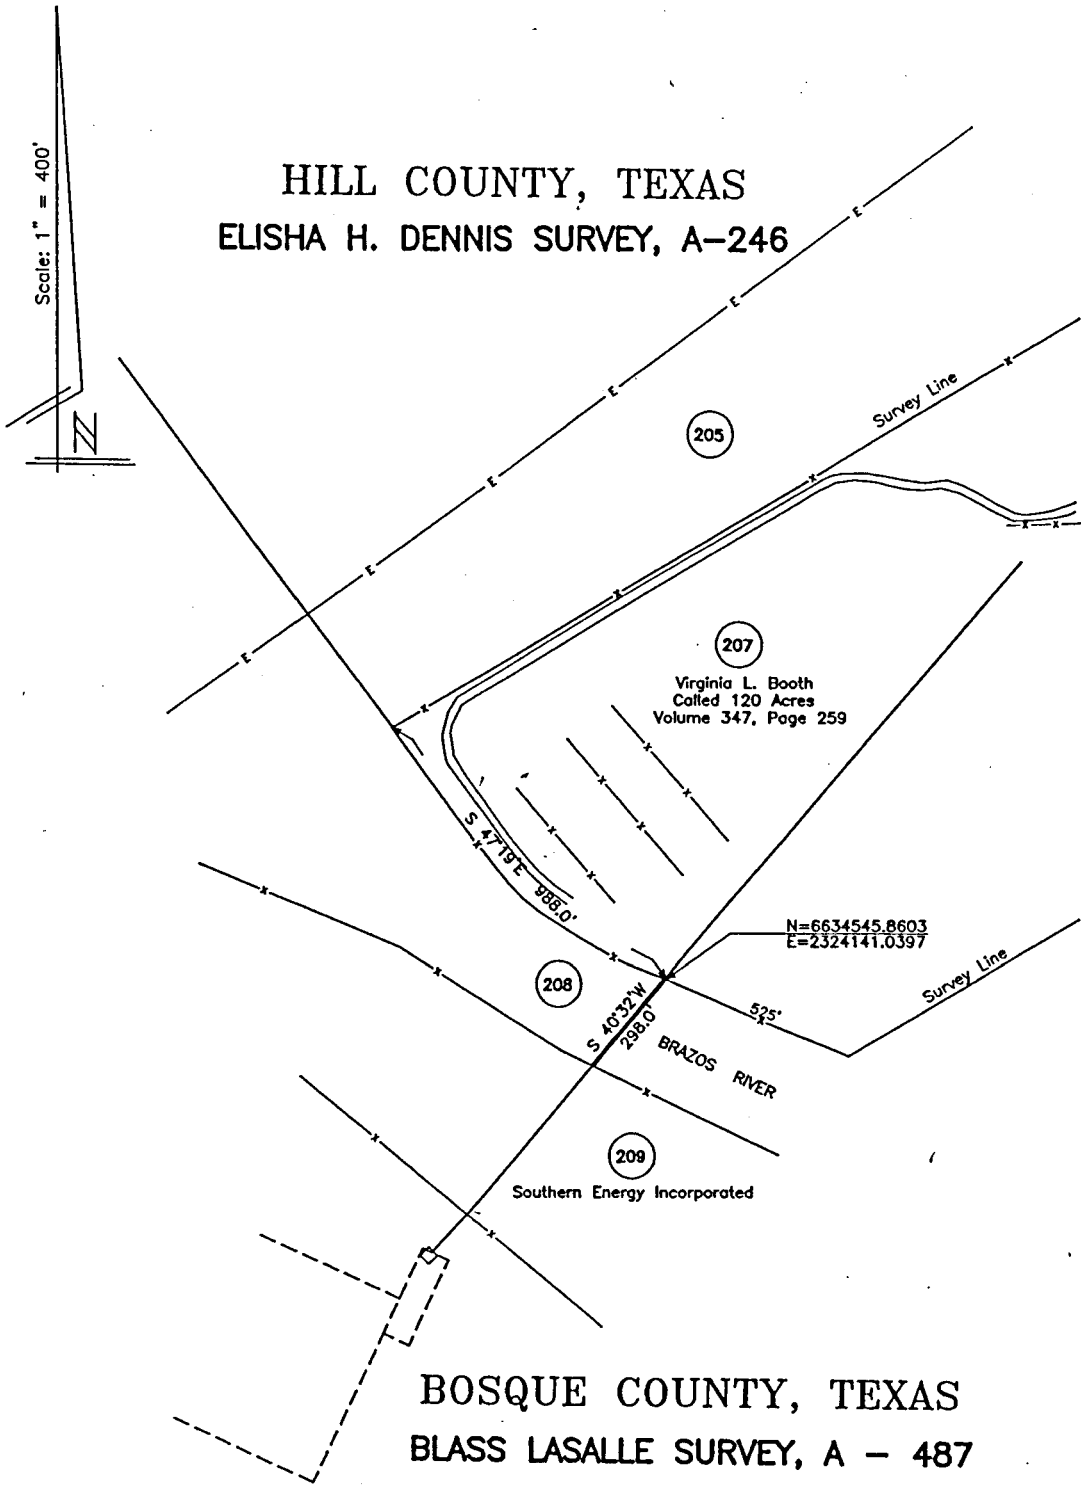 Scale: 1" = 400'
N
HILL COUNTY, TEXAS
ELISHA H. DENNIS SURVEY, A-246
E
E
E
E
E
E
205
Survey Line
x
x
x
x
x
x
207
Virginia L. Booth
Called 120 Acres
Volume 347, Page 259
x
x
x
x
x
x
S 47°19'E 988.0'
x
x
N=6634545.8603
E=2324141.0397
Survey Line
x
x
208
S 40°32'W
298.0'
525'
x
BRAZOS RIVER
x
x
x
209
Southern Energy Incorporated
BOSQUE COUNTY, TEXAS
BLASS LASALLE SURVEY, A - 487